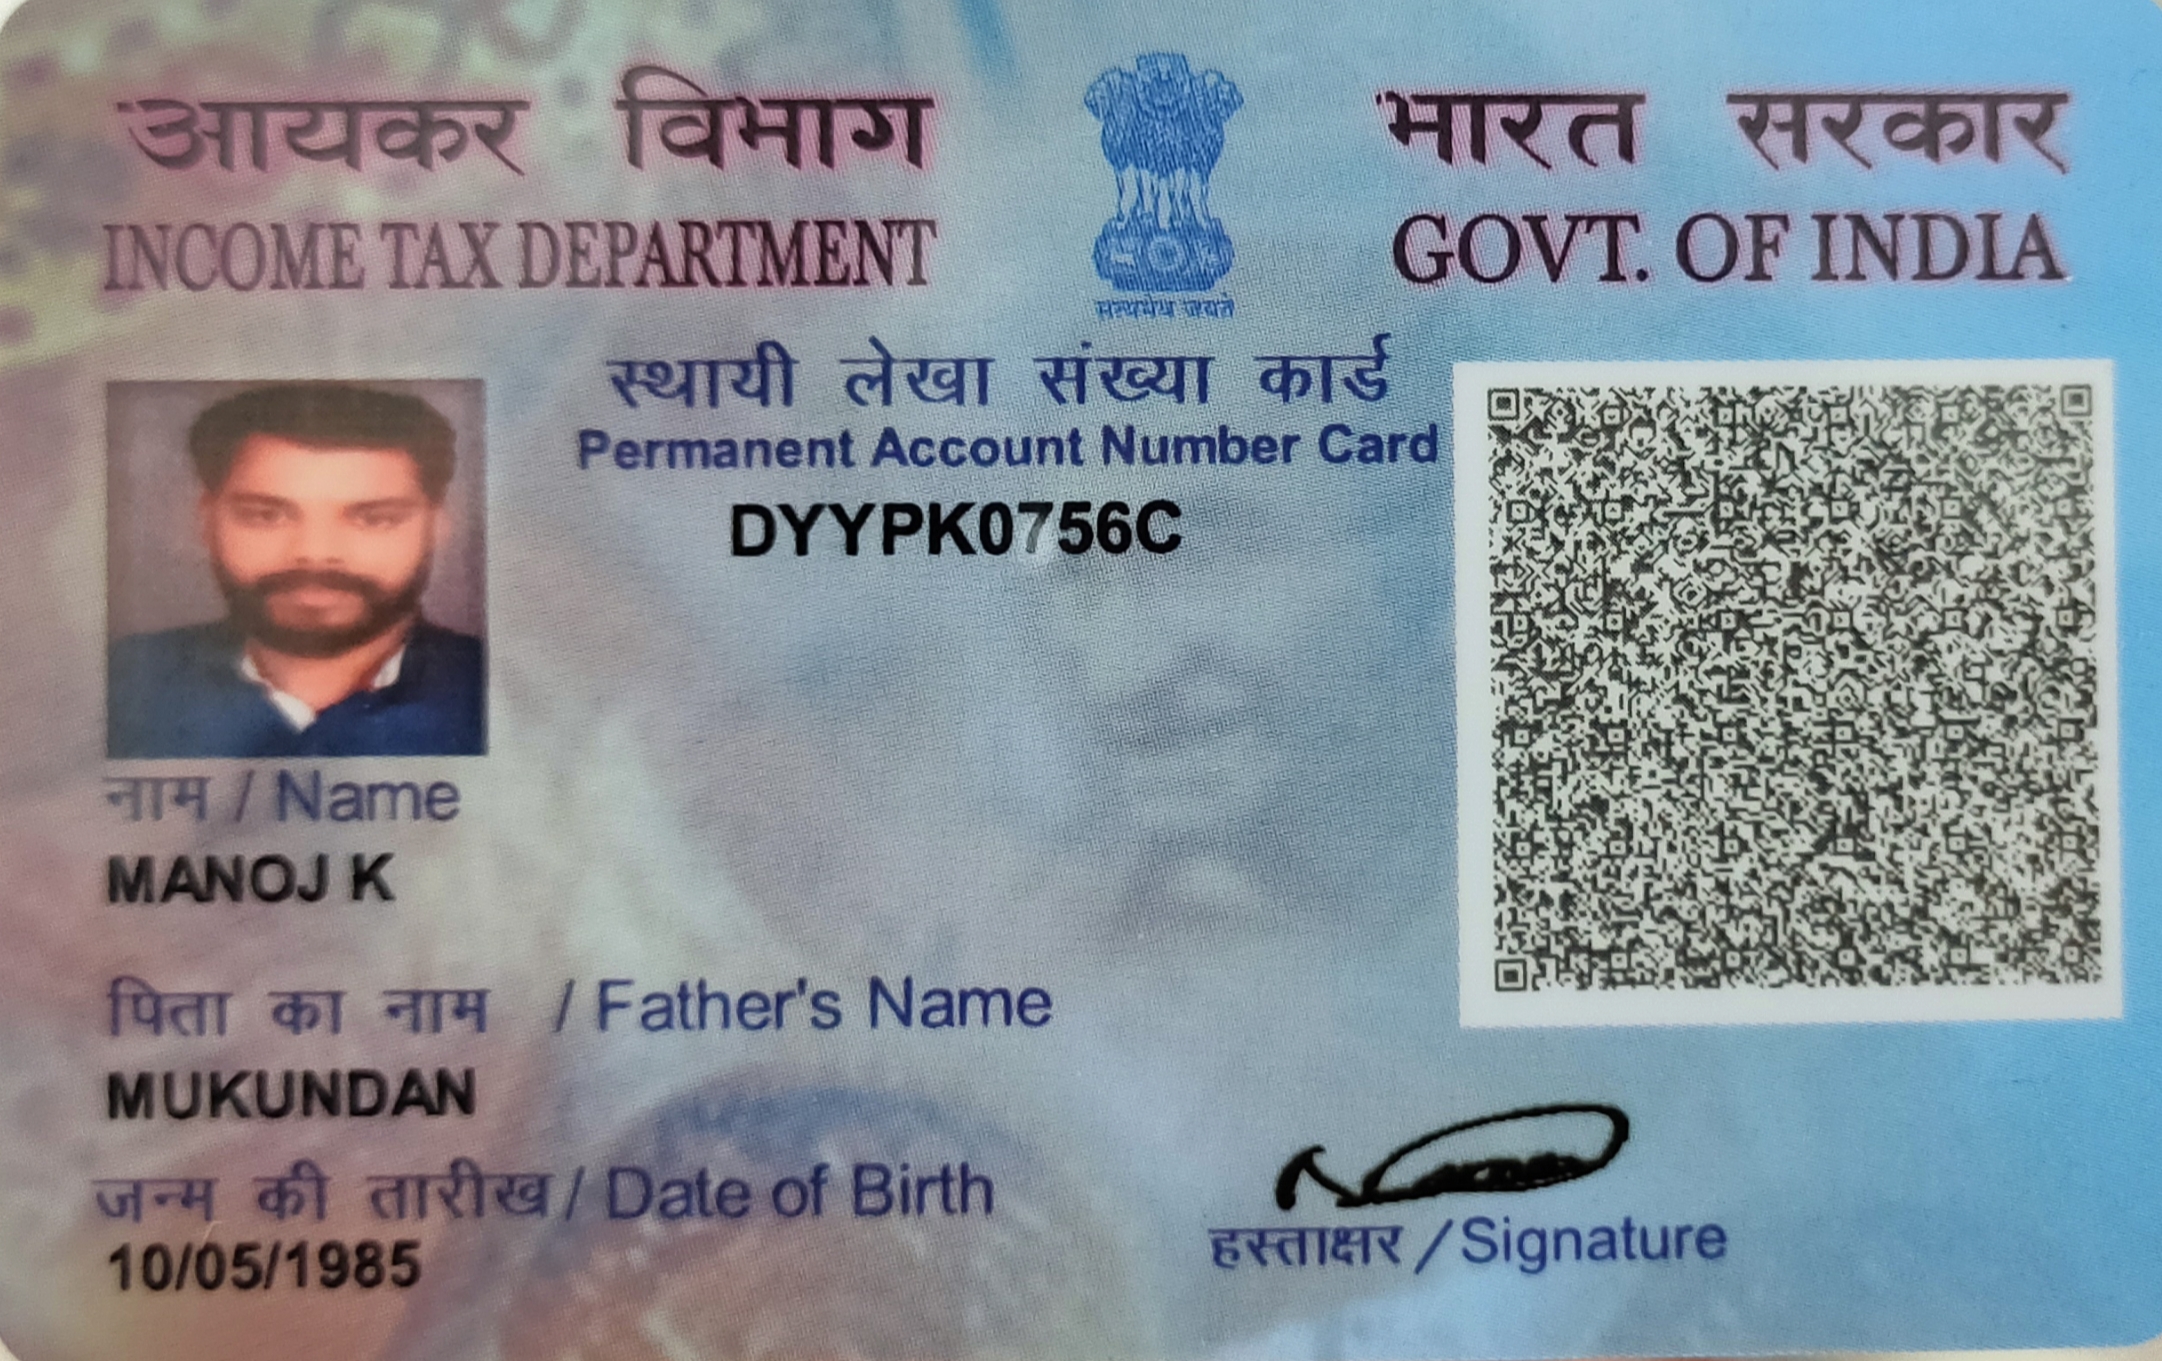 आयकर विभाग
INCOME TAX DEPARTMENT
भारत सरकार
GOVT. OF INDIA
सत्यमेव जयते
स्थायी लेखा संख्या कार्ड
Permanent Account Number Card
DYYPK0756C
नाम / Name
MANOJ K
पिता का नाम / Father's Name
MUKUNDAN
जन्म की तारीख / Date of Birth
10/05/1985
हस्ताक्षर / Signature